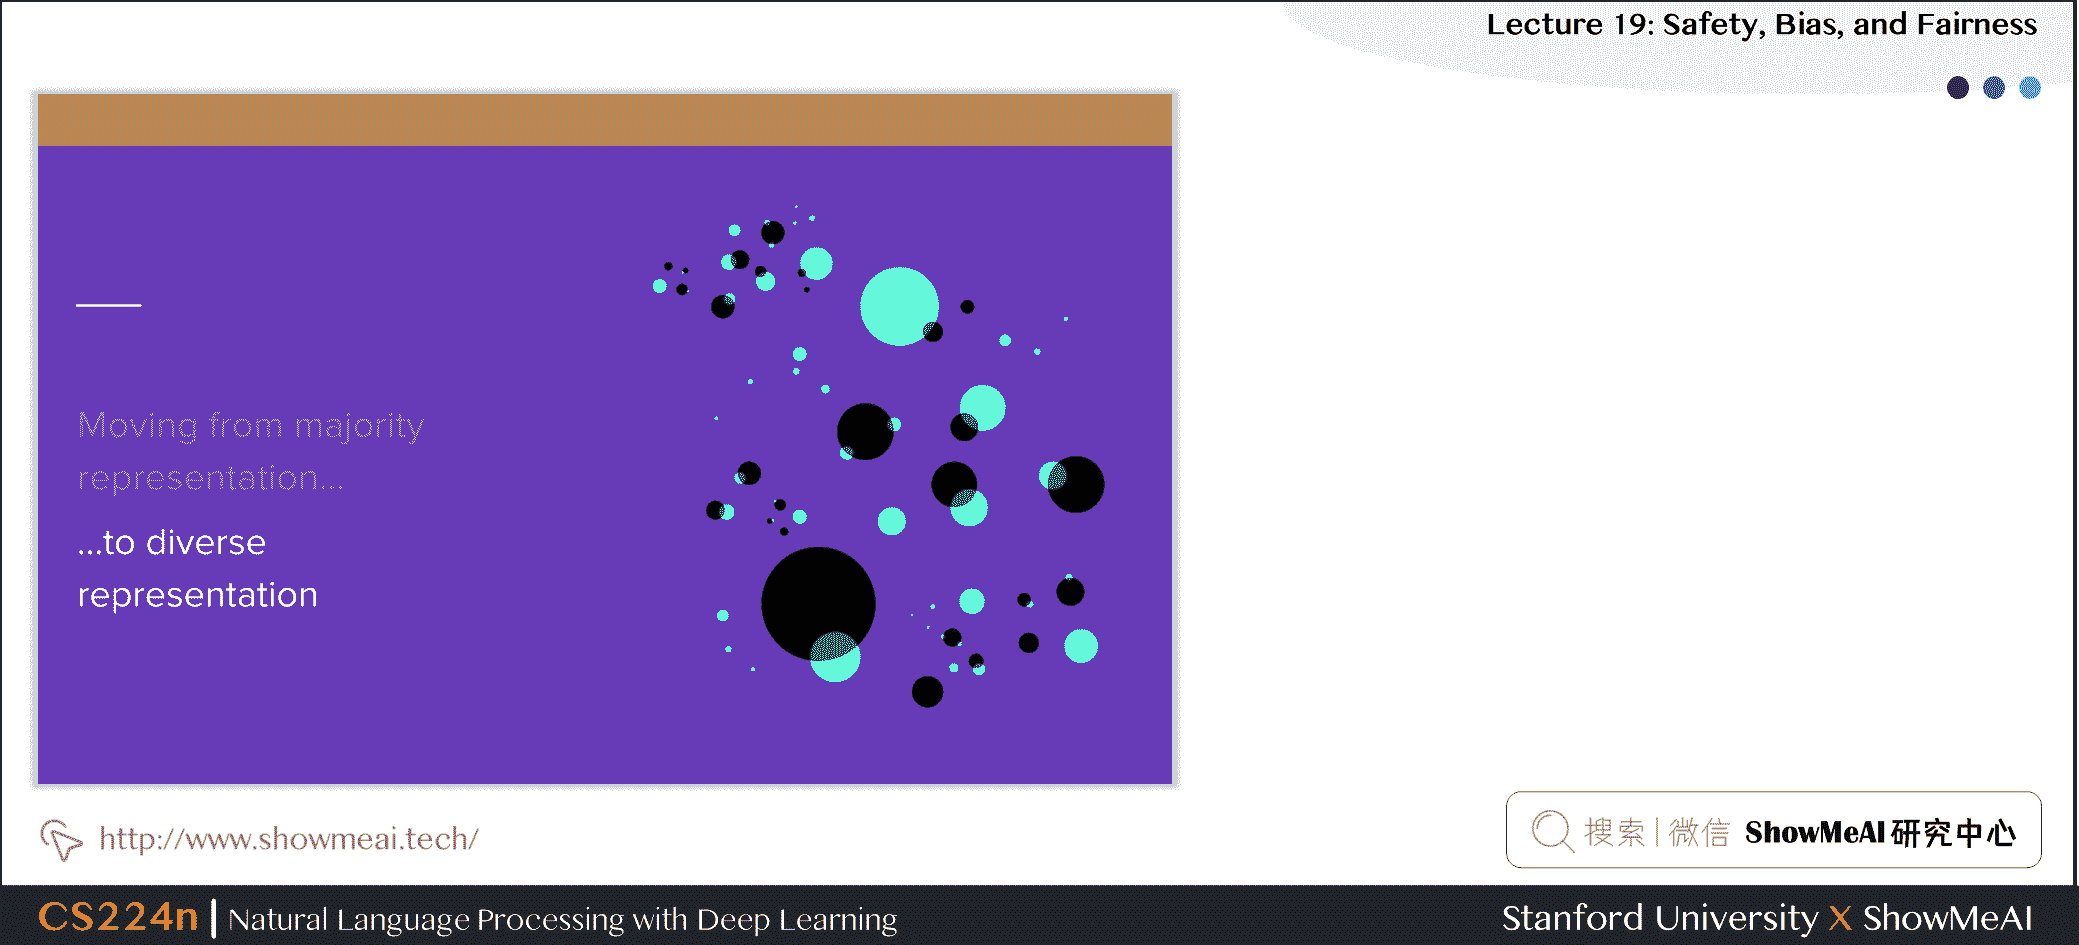 Lecture 19: Safety, Bias, and Fairness
Moving from majority
representation...
...to diverse
representation
http://www.showmeai.tech/
搜索 | 微信 ShowMeAI 研究中心
CS224n | Natural Language Processing with Deep Learning
Stanford University X ShowMeAI